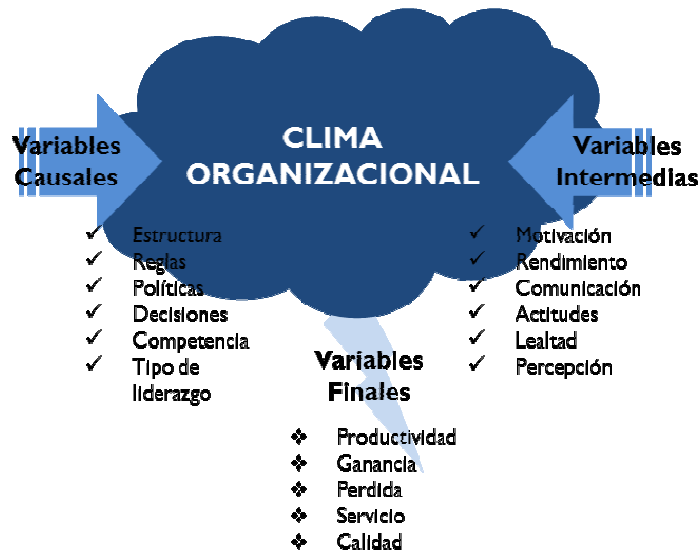 CLIMA
ORGANIZACIONAL
Variables
Causales
Estructura
Reglas
Políticas
Decisiones
Competencia
Tipo de
liderazgo
Variables
Intermedias
Motivación
Rendimiento
Comunicación
Actitudes
Lealtad
Percepción
Variables
Finales
Productividad
Ganancia
Perdida
Servicio
Calidad